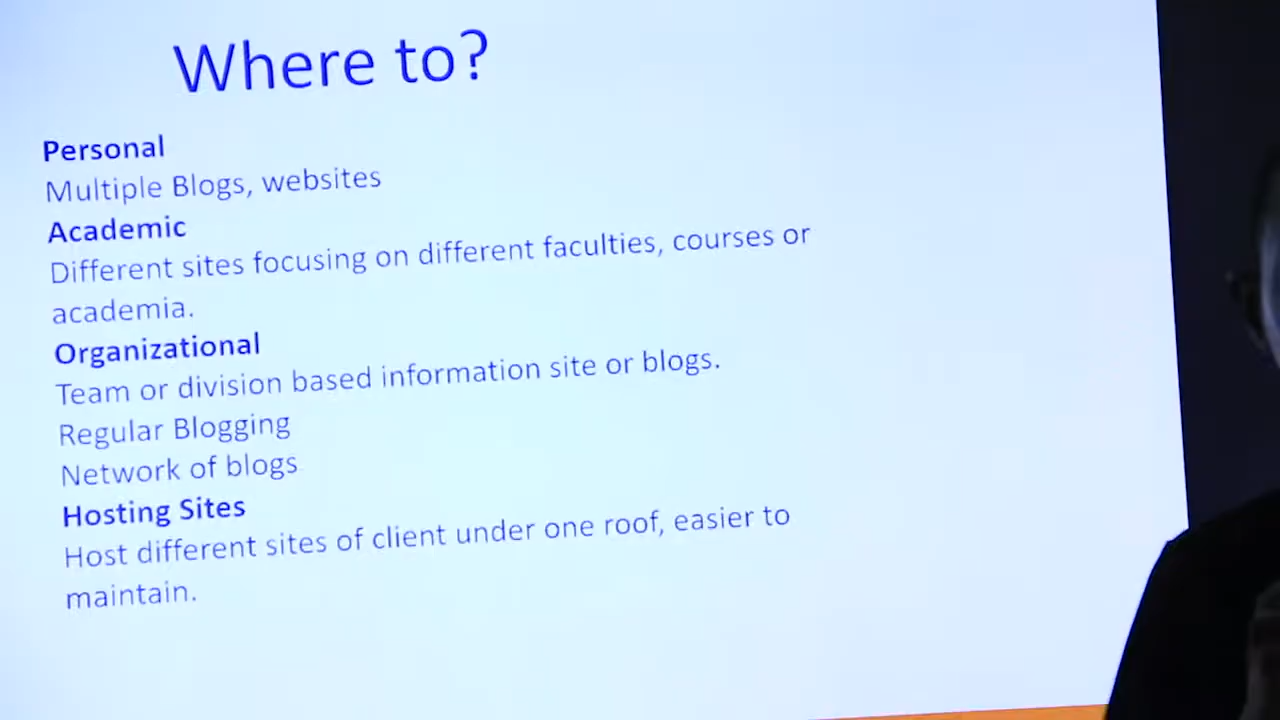 Where to?
Personal
Multiple Blogs, websites
Academic
Different sites focusing on different faculties, courses or
academia.
Organizational
Team or division based information site or blogs.
Regular Blogging
Network of blogs
Hosting Sites
Host different sites of client under one roof, easier to
maintain.